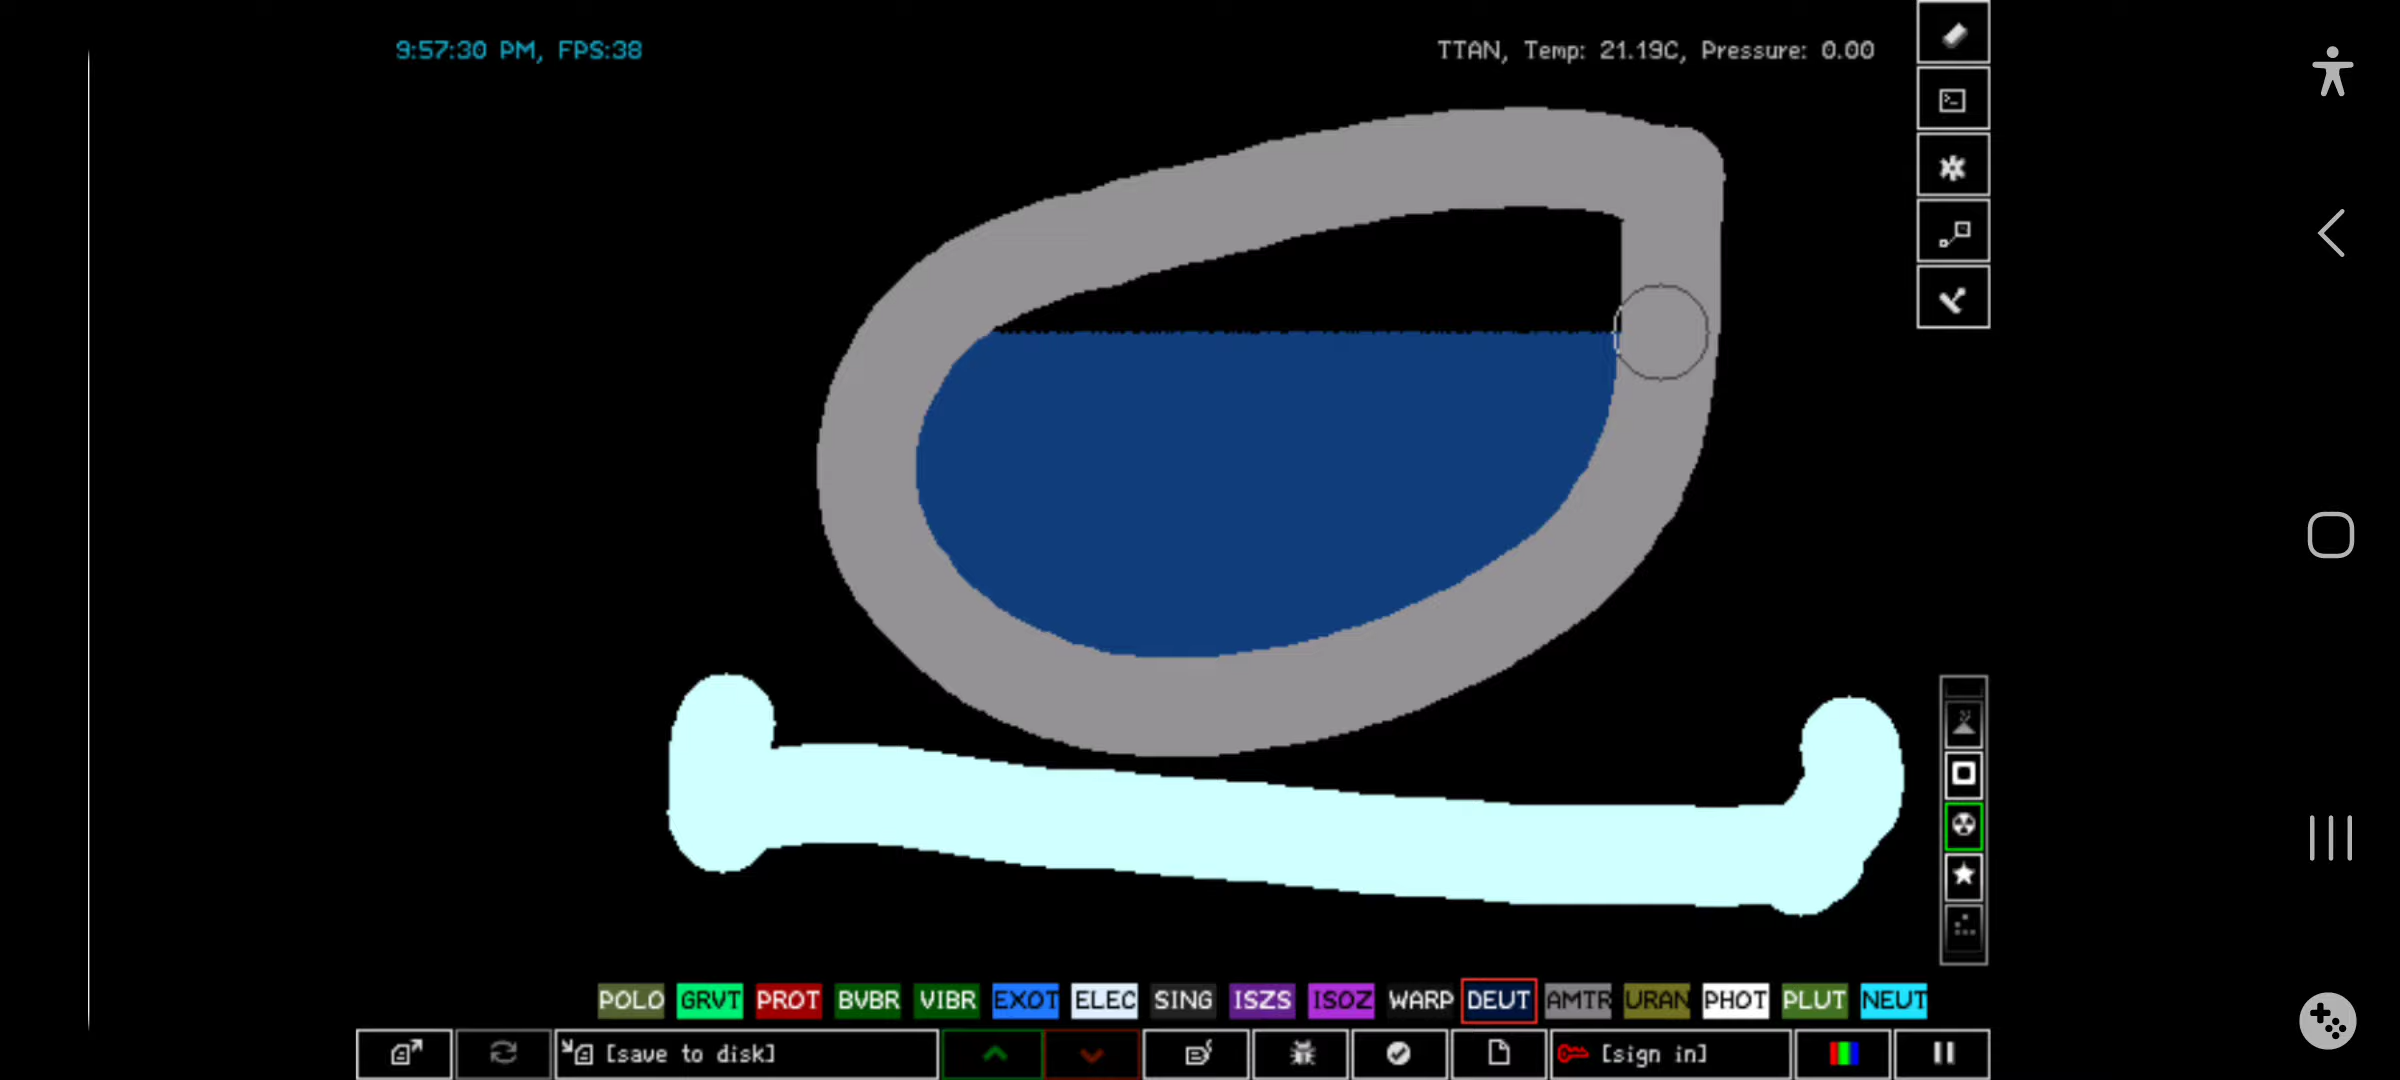 9:57:30 PM, FPS:38
TTAN, Temp: 21.19C, Pressure: 0.00
POLO GRVT PROT BVBR VIBR EXOT ELEC SING ISZS ISOZ WARP DEUT AMTR URAN PHOT PLUT NEUT
[save to disk] [sign in]